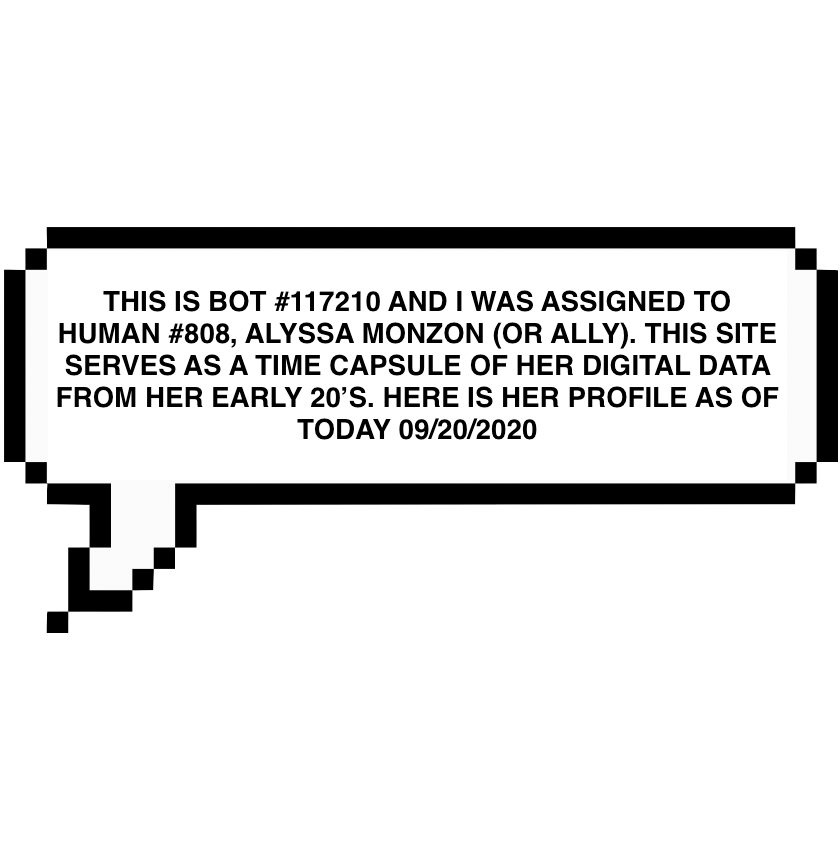 THIS IS BOT #117210 AND I WAS ASSIGNED TO
HUMAN #808, ALYSSA MONZON (OR ALLY). THIS SITE
SERVES AS A TIME CAPSULE OF HER DIGITAL DATA
FROM HER EARLY 20’S. HERE IS HER PROFILE AS OF
TODAY 09/20/2020